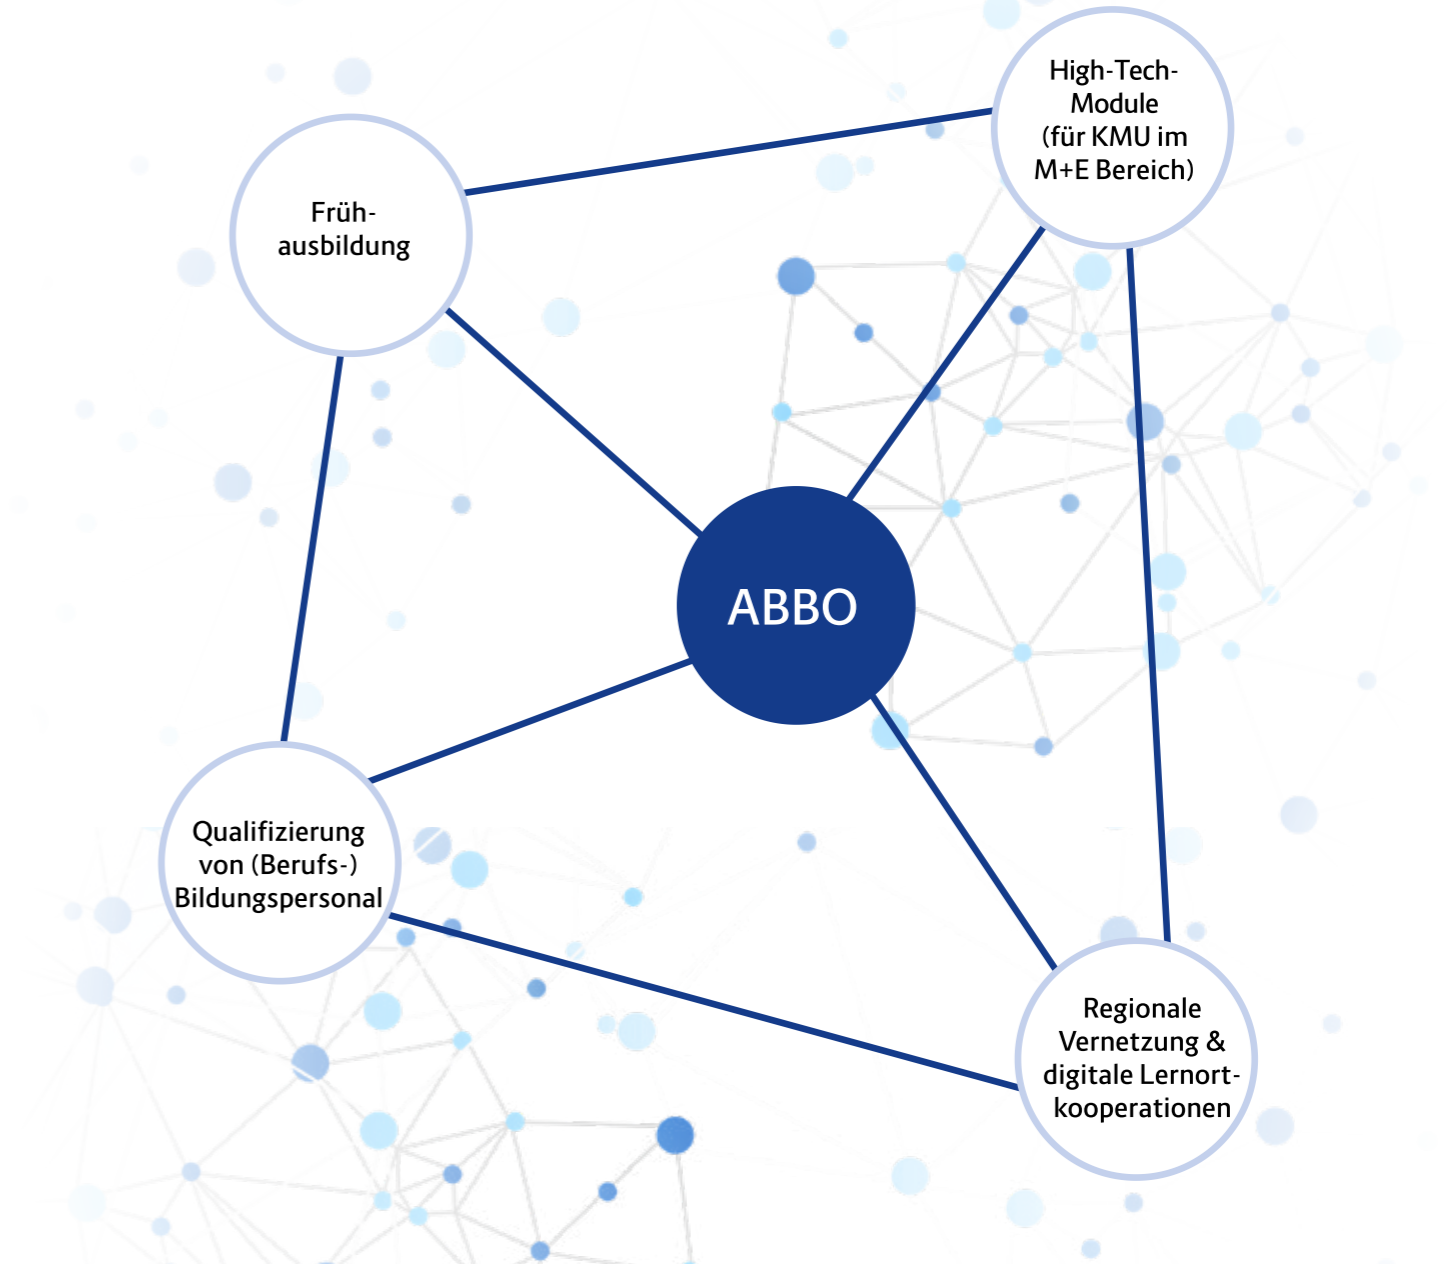 High-Tech-
Module
(für KMU im
M+E Bereich)
Früh-
ausbildung
ABBO
Qualifizierung
von (Berufs-)
Bildungspersonal
Regionale
Vernetzung &
digitale Lernort-
kooperationen